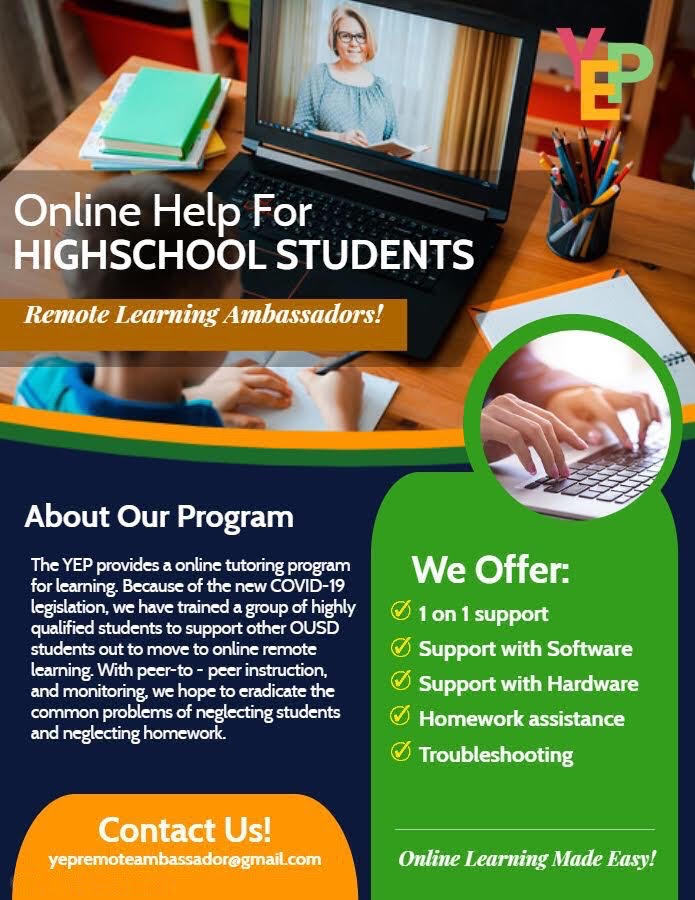 YEP
Online Help For
HIGHSCHOOL STUDENTS
Remote Learning Ambassadors!
About Our Program
The YEP provides a online tutoring program
for learning. Because of the new COVID-19
legislation, we have trained a group of highly
qualified students to support other OUSD
students out to move to online remote
learning. With peer-to - peer instruction,
and monitoring, we hope to eradicate the
common problems of neglecting students
and neglecting homework.
We Offer:
1 on 1 support
Support with Software
Support with Hardware
Homework assistance
Troubleshooting
Contact Us!
yepremoteambassador@gmail.com
Online Learning Made Easy!